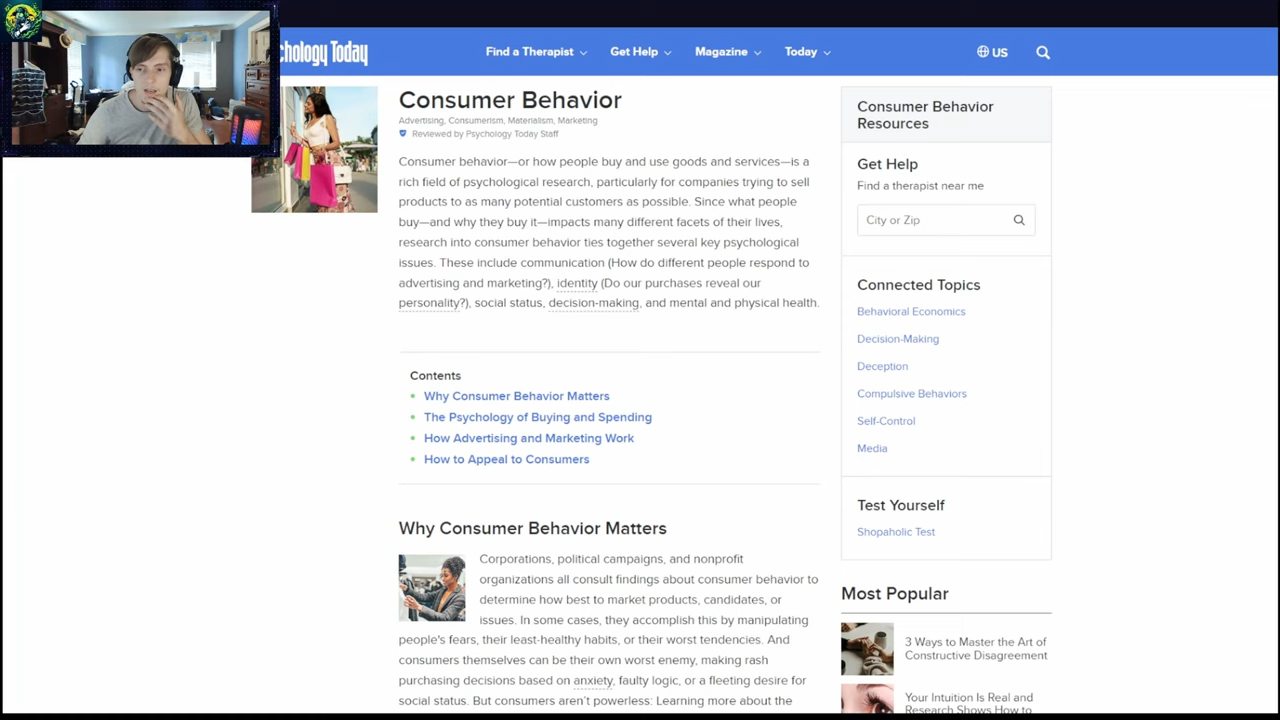 chology Today
Find a Therapist
Get Help
Magazine
Today
US
Consumer Behavior
Advertising, Consumerism, Materialism, Marketing
Reviewed by Psychology Today Staff
Consumer behavior—or how people buy and use goods and services—is a
rich field of psychological research, particularly for companies trying to sell
products to as many potential customers as possible. Since what people
buy—and why they buy it—impacts many different facets of their lives,
research into consumer behavior ties together several key psychological
issues. These include communication (How do different people respond to
advertising and marketing?), identity (Do our purchases reveal our
personality?), social status, decision-making, and mental and physical health.
Contents
Why Consumer Behavior Matters
The Psychology of Buying and Spending
How Advertising and Marketing Work
How to Appeal to Consumers
Why Consumer Behavior Matters
Corporations, political campaigns, and nonprofit
organizations all consult findings about consumer behavior to
determine how best to market products, candidates, or
issues. In some cases, they accomplish this by manipulating
people's fears, their least-healthy habits, or their worst tendencies. And
consumers themselves can be their own worst enemy, making rash
purchasing decisions based on anxiety, faulty logic, or a fleeting desire for
social status. But consumers aren't powerless: Learning more about the
Consumer Behavior
Resources
Get Help
Find a therapist near me
City or Zip
Connected Topics
Behavioral Economics
Decision-Making
Deception
Compulsive Behaviors
Self-Control
Media
Test Yourself
Shopaholic Test
Most Popular
3 Ways to Master the Art of
Constructive Disagreement
Your Intuition Is Real and
Research Shows How to